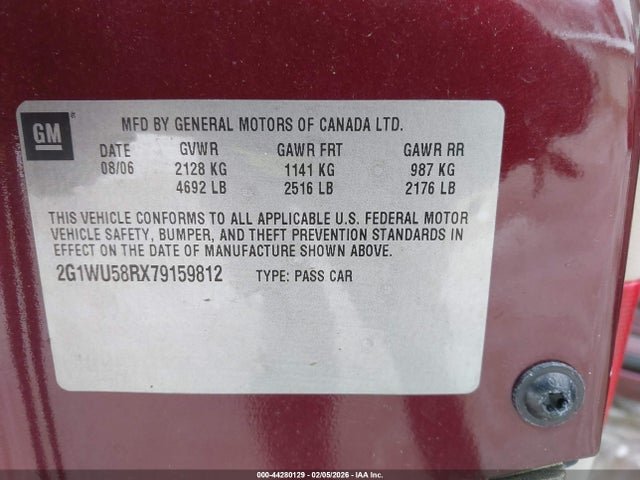 GM
MFD BY GENERAL MOTORS OF CANADA LTD.
DATE GVWR GAWR FRT GAWR RR
08/06 2128 KG 1141 KG 987 KG
4692 LB 2516 LB 2176 LB
THIS VEHICLE CONFORMS TO ALL APPLICABLE U.S. FEDERAL MOTOR
VEHICLE SAFETY, BUMPER, AND THEFT PREVENTION STANDARDS IN
EFFECT ON THE DATE OF MANUFACTURE SHOWN ABOVE.
2G1WU58RX79159812 TYPE: PASS CAR
000-44280129 - 02/05/2026 - IAA Inc.